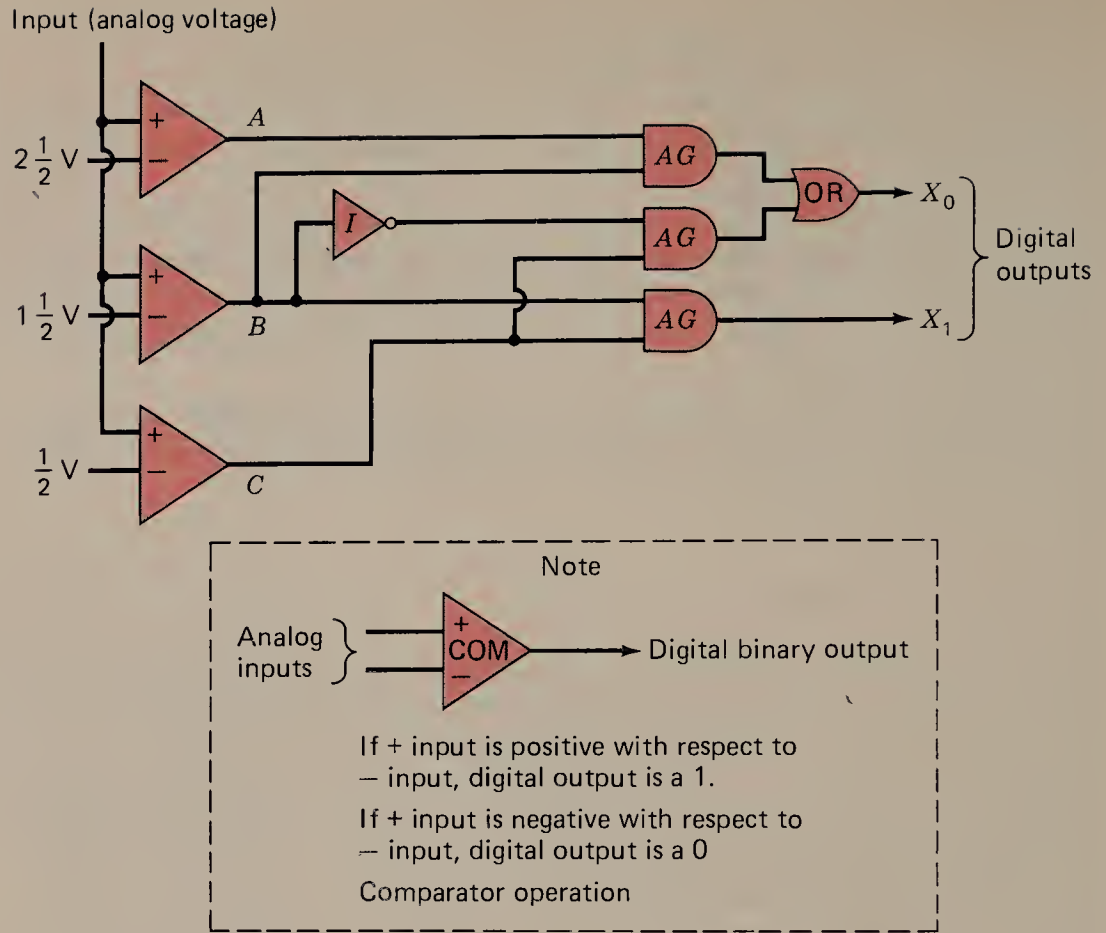 Input (analog voltage)
A
+
2 1/2 V
−
AG
OR
X₀
I
AG
Digital
outputs
+
1 1/2 V
−
B
AG
X₁
+
1/2 V
−
C
Note
Analog
inputs
+
COM
−
Digital binary output
If + input is positive with respect to
− input, digital output is a 1.
If + input is negative with respect to
− input, digital output is a 0
Comparator operation